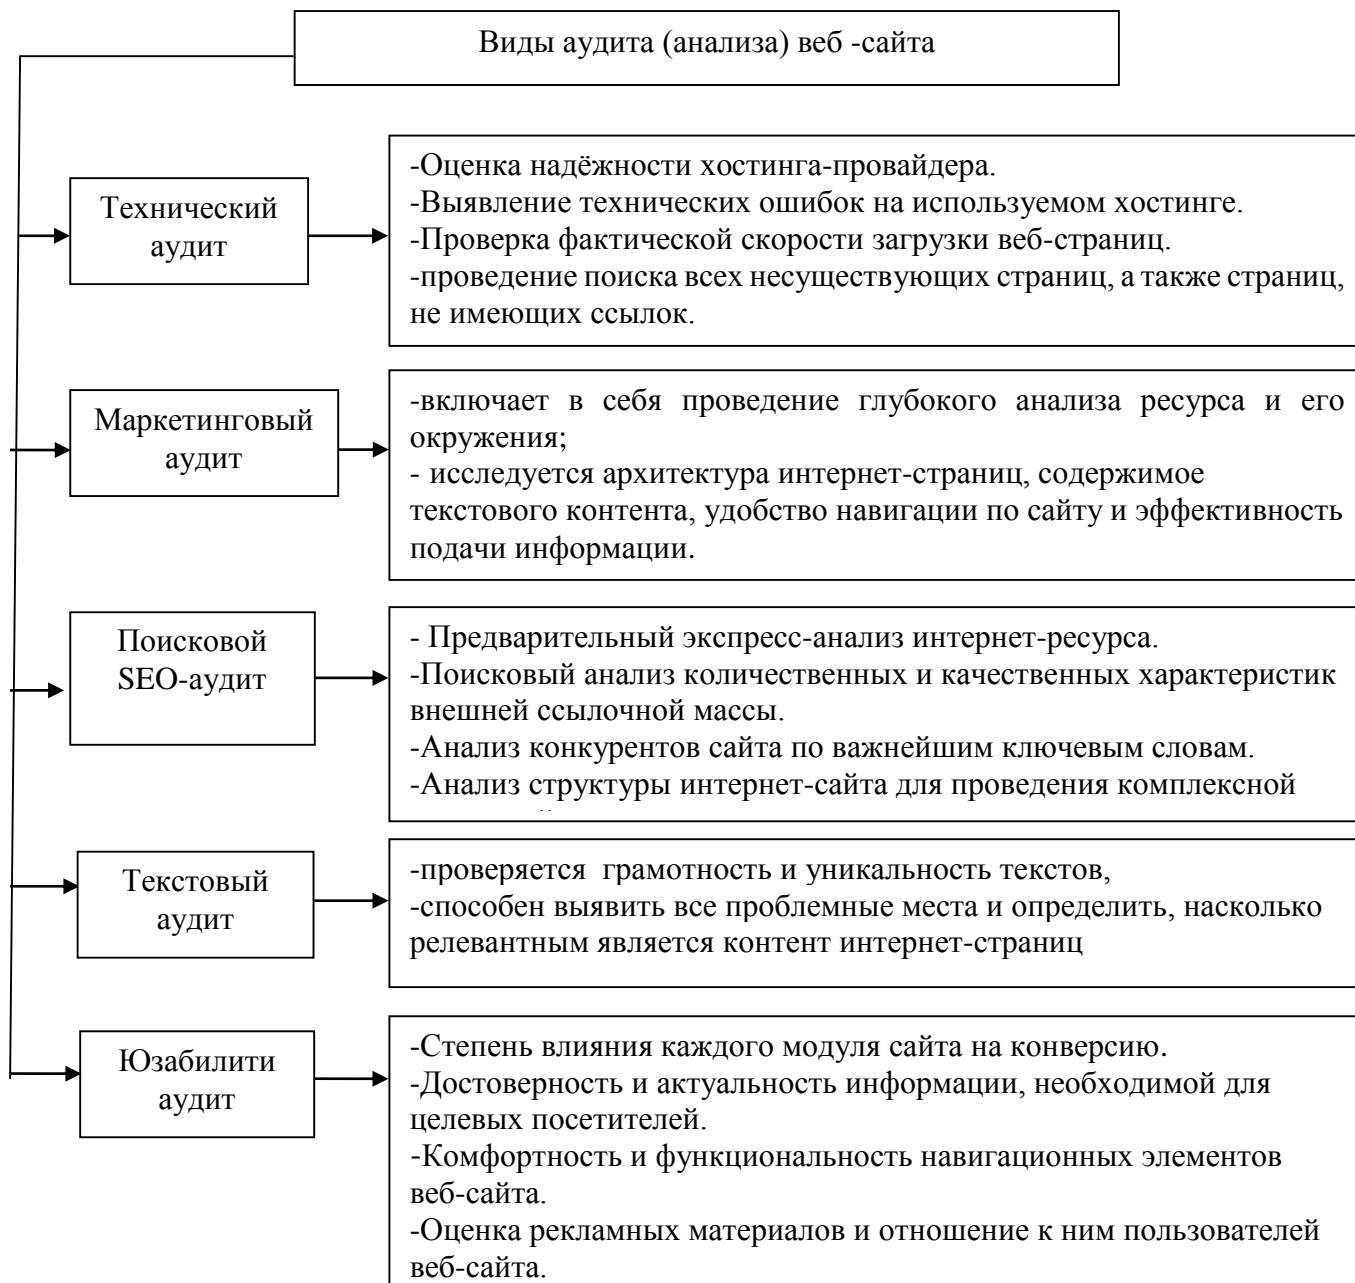 Виды аудита (анализа) веб -сайта
Технический
аудит
-Оценка надёжности хостинга-провайдера.
-Выявление технических ошибок на используемом хостинге.
-Проверка фактической скорости загрузки веб-страниц.
-проведение поиска всех несуществующих страниц, а также страниц,
не имеющих ссылок.
Маркетинговый
аудит
-включает в себя проведение глубокого анализа ресурса и его
окружения;
- исследуется архитектура интернет-страниц, содержимое
текстового контента, удобство навигации по сайту и эффективность
подачи информации.
Поисковой
SEO-аудит
- Предварительный экспресс-анализ интернет-ресурса.
-Поисковый анализ количественных и качественных характеристик
внешней ссылочной массы.
-Анализ конкурентов сайта по важнейшим ключевым словам.
-Анализ структуры интернет-сайта для проведения комплексной
Текстовый
аудит
-проверяется  грамотность и уникальность текстов,
-способен выявить все проблемные места и определить, насколько
релевантным является контент интернет-страниц
Юзабилити
аудит
-Степень влияния каждого модуля сайта на конверсию.
-Достоверность и актуальность информации, необходимой для
целевых посетителей.
-Комфортность и функциональность навигационных элементов
веб-сайта.
-Оценка рекламных материалов и отношение к ним пользователей
веб-сайта.